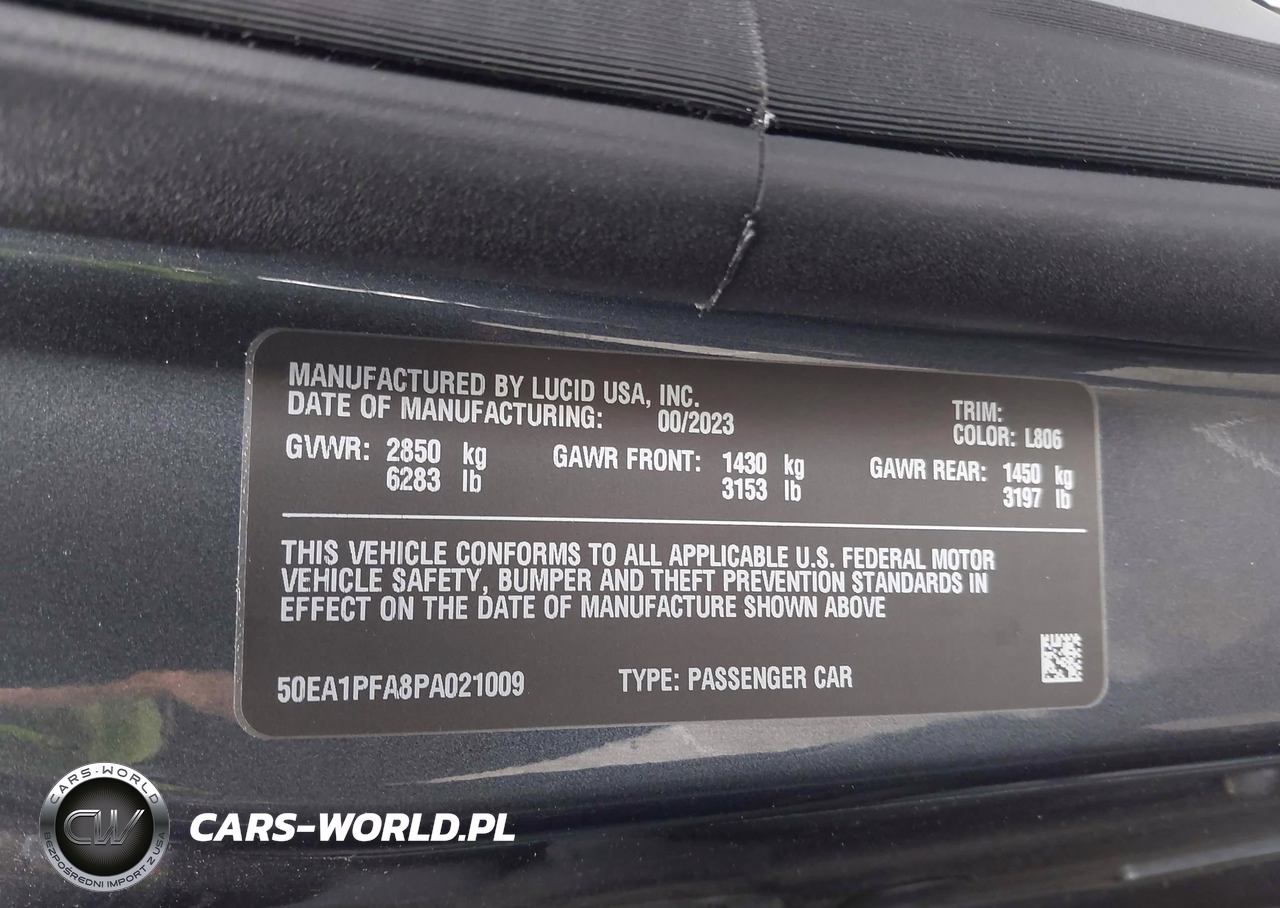 MANUFACTURED BY LUCID USA, INC.
DATE OF MANUFACTURING: 00/2023
TRIM:
COLOR: L806
GVWR: 2850 kg
6283 lb
GAWR FRONT: 1430 kg
3153 lb
GAWR REAR: 1450 kg
3197 lb
THIS VEHICLE CONFORMS TO ALL APPLICABLE U.S. FEDERAL MOTOR
VEHICLE SAFETY, BUMPER AND THEFT PREVENTION STANDARDS IN
EFFECT ON THE DATE OF MANUFACTURE SHOWN ABOVE
50EA1PFA8PA021009 TYPE: PASSENGER CAR
CARS-WORLD
CW
BEZPOŚREDNI IMPORT Z USA
CARS-WORLD.PL